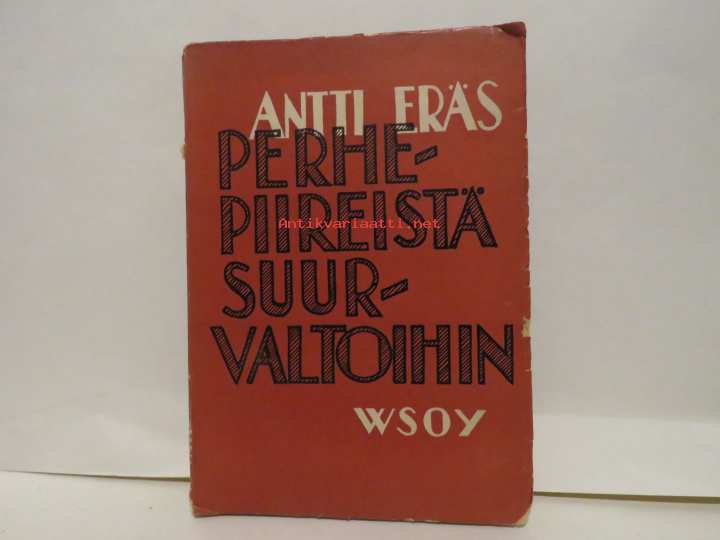 ANTTI ERÄS
PERHE-
PIIREISTÄ
Antikvariaatti.net
SUUR-
VALTOIHIN
WSOY